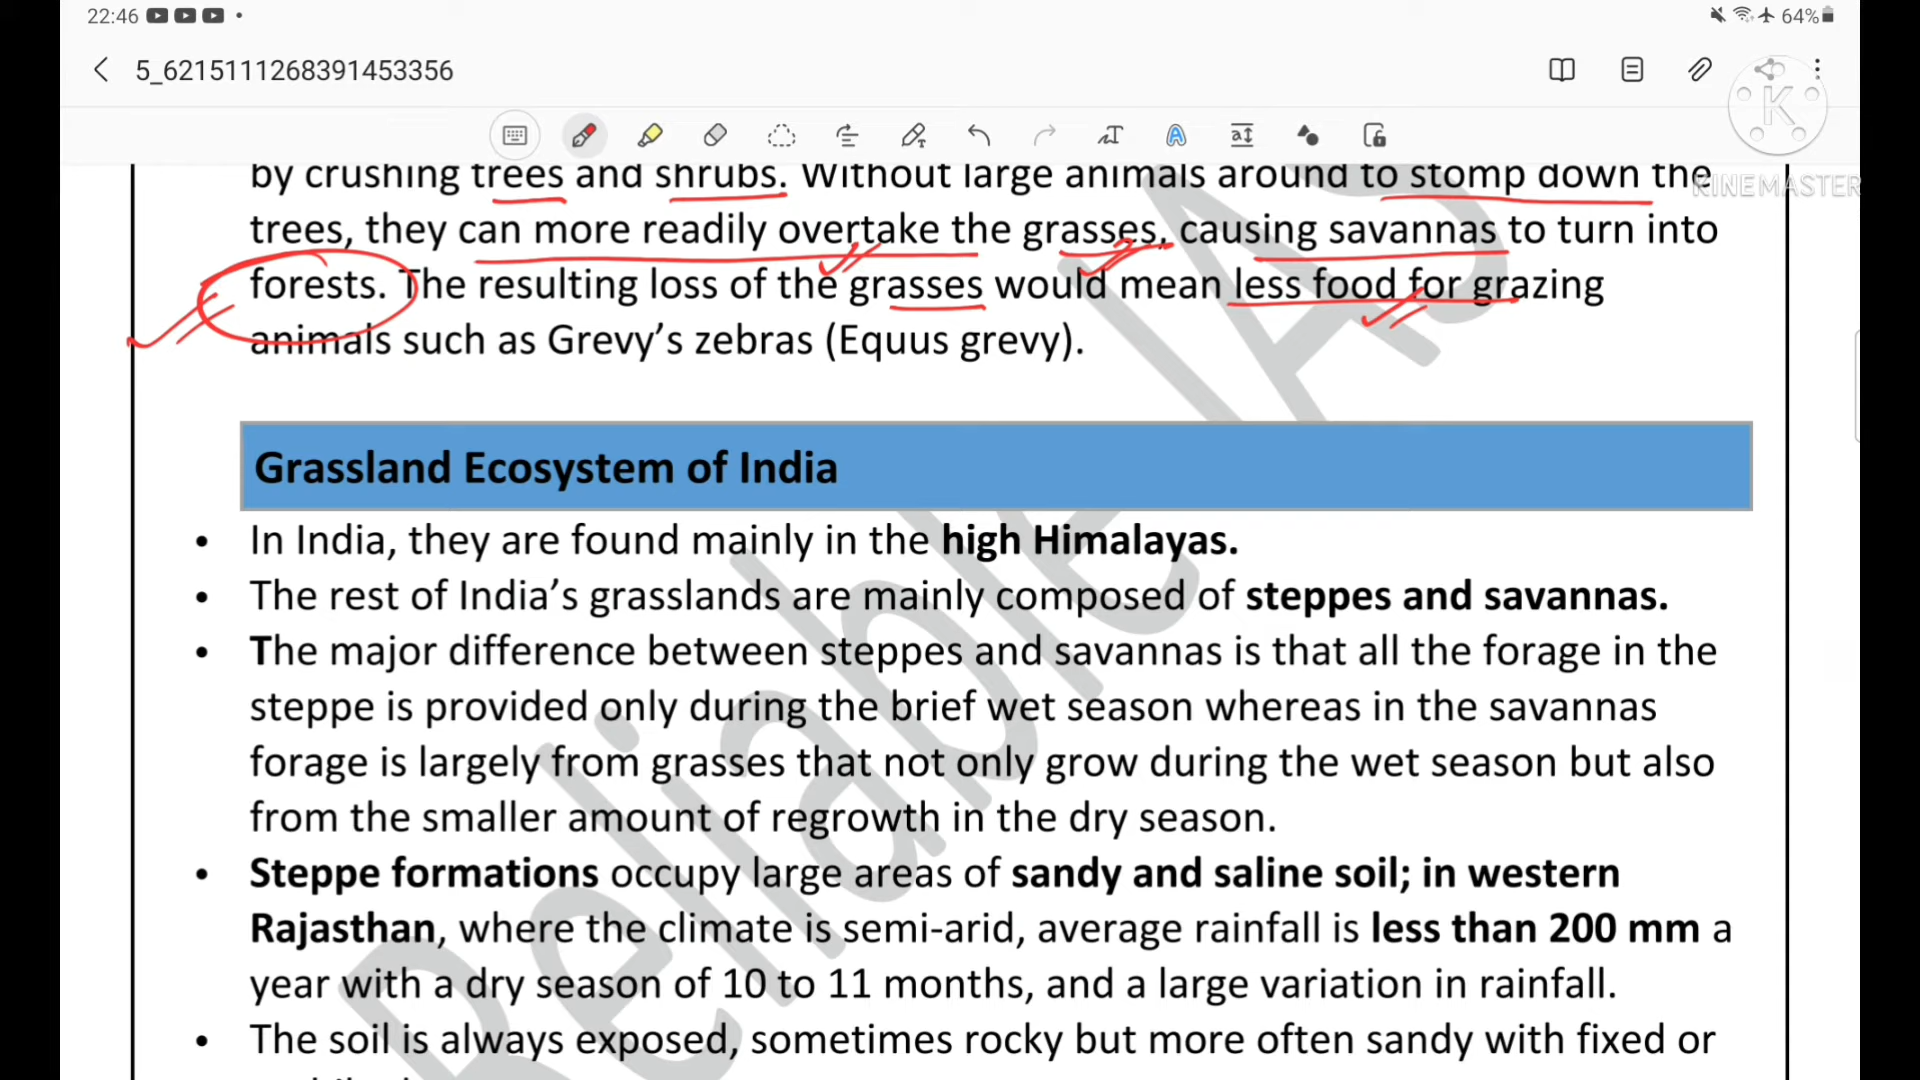 22:46
64%
5_6215111268391453356
K
KINEMASTER
by crushing trees and shrubs. Without large animals around to stomp down the
trees, they can more readily overtake the grasses, causing savannas to turn into
forests. The resulting loss of the grasses would mean less food for grazing
animals such as Grevy’s zebras (Equus grevy).
Grassland Ecosystem of India
• In India, they are found mainly in the high Himalayas.
• The rest of India’s grasslands are mainly composed of steppes and savannas.
• The major difference between steppes and savannas is that all the forage in the
steppe is provided only during the brief wet season whereas in the savannas
forage is largely from grasses that not only grow during the wet season but also
from the smaller amount of regrowth in the dry season.
• Steppe formations occupy large areas of sandy and saline soil; in western
Rajasthan, where the climate is semi-arid, average rainfall is less than 200 mm a
year with a dry season of 10 to 11 months, and a large variation in rainfall.
• The soil is always exposed, sometimes rocky but more often sandy with fixed or